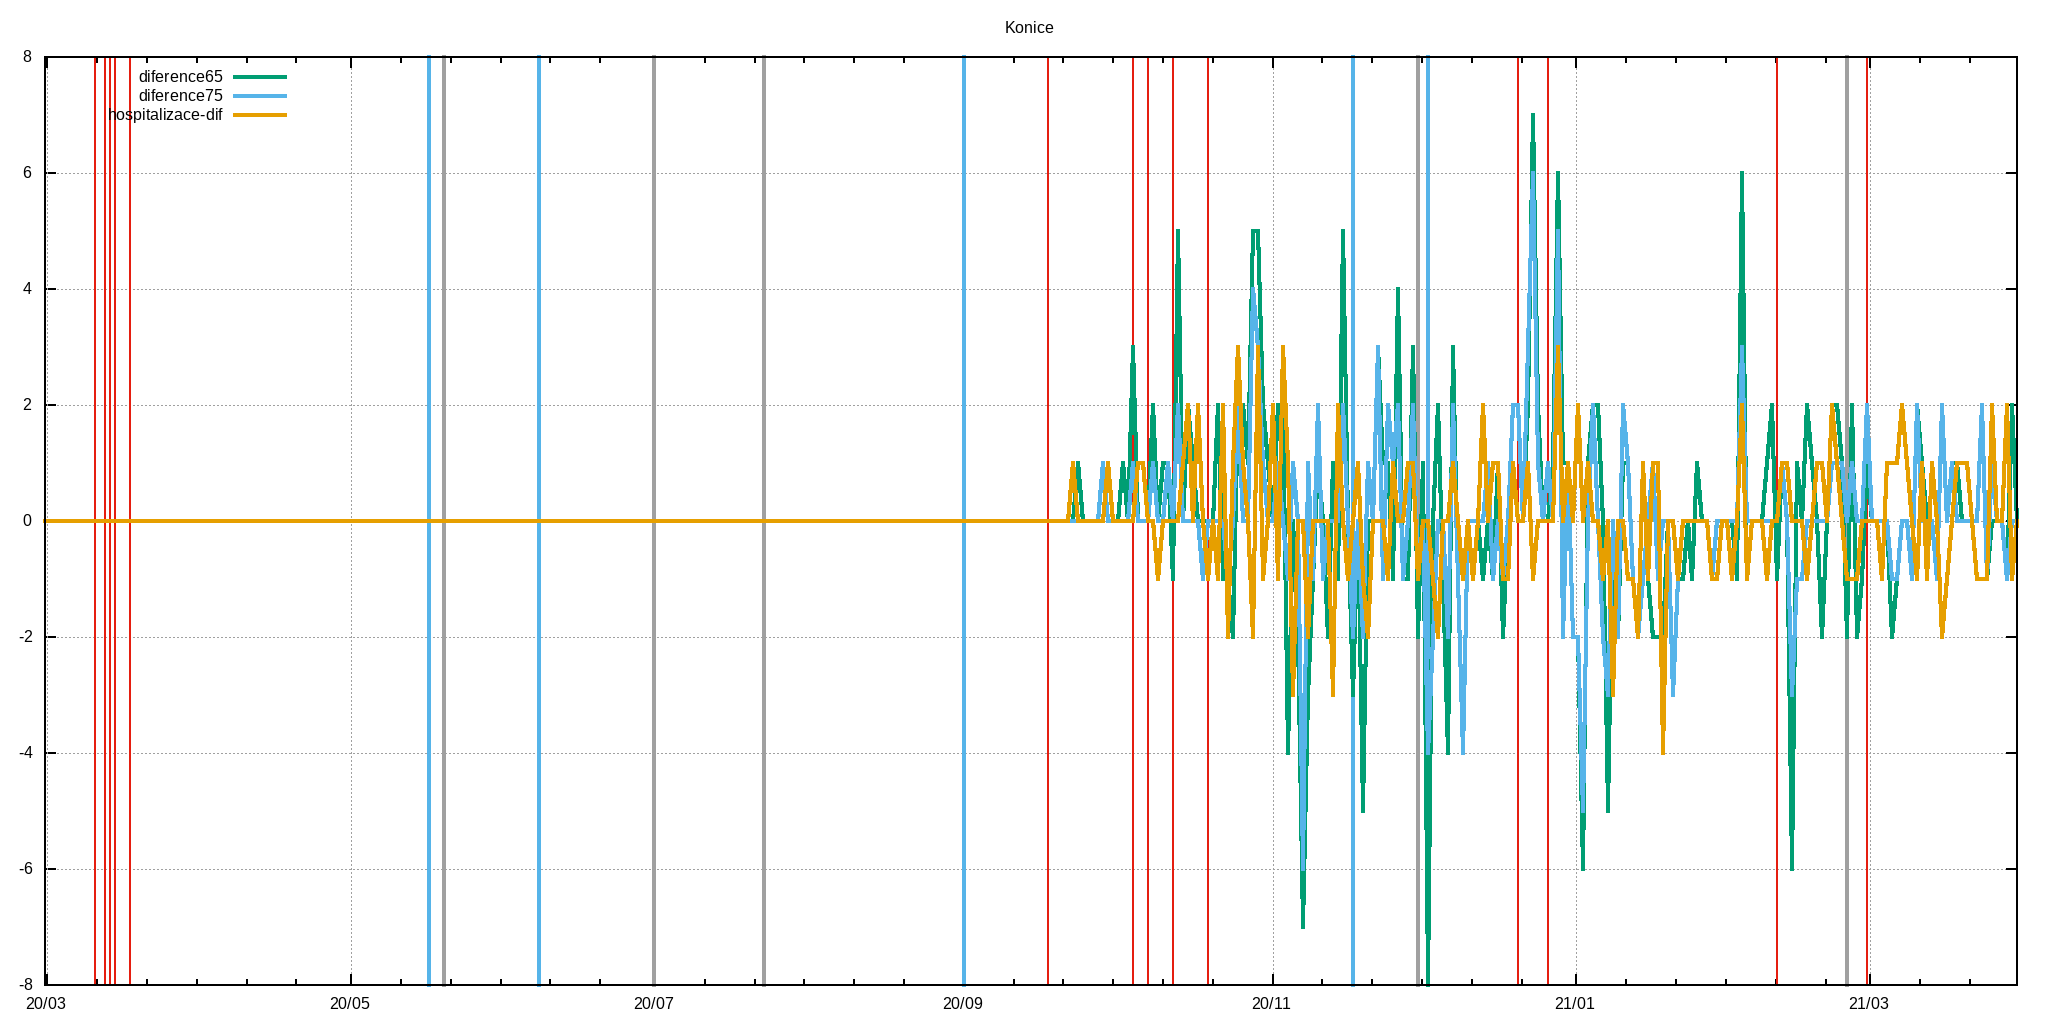 Konice
8
diference65
diference75
hospitalizace-dif
6
4
2
0
-2
-4
-6
-8
20/03 20/05 20/07 20/09 20/11 21/01 21/03